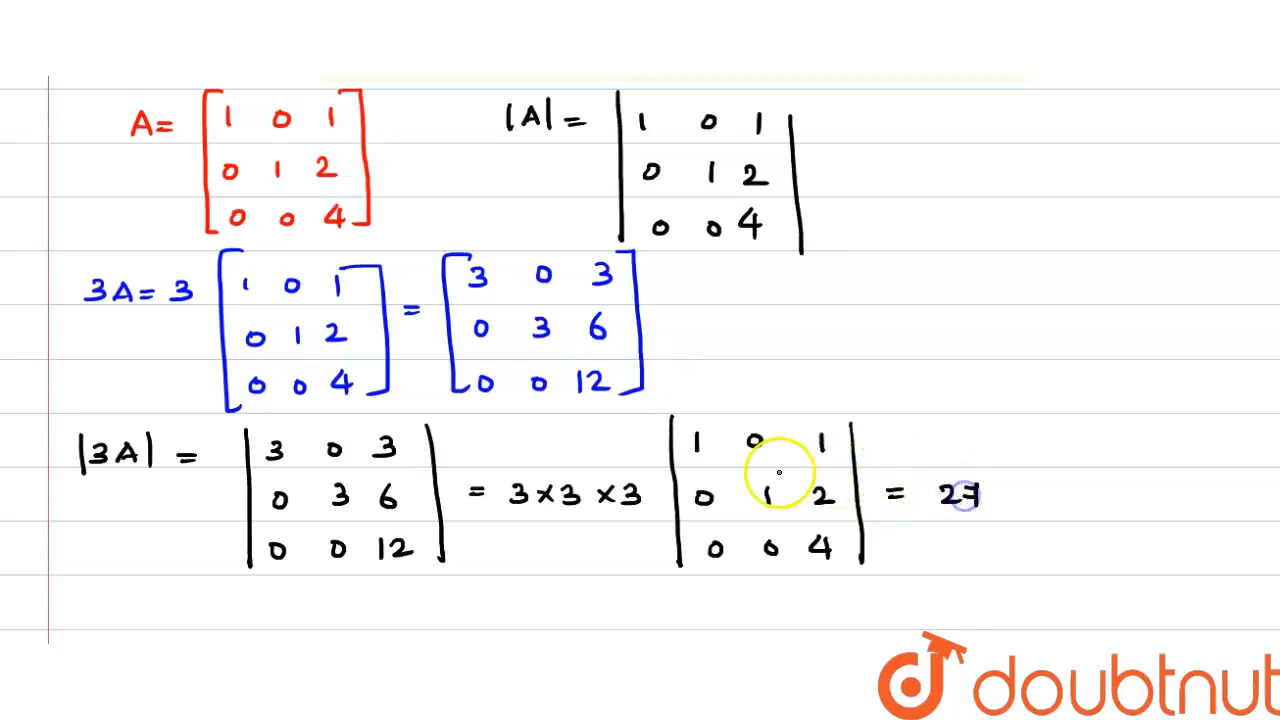 A = [ 1 0 1 |A| = | 1 0 1 |
0 1 2 0 1 2
0 0 4 ] 0 0 4
3A = 3 [ 1 0 1 = [ 3 0 3
0 1 2 0 3 6
0 0 4 ] 0 0 12 ]
|3A| = | 3 0 3 | = 3 × 3 × 3 | 1 0 1 | = 27
0 3 6 0 1 2
0 0 12 0 0 4
doubtnut